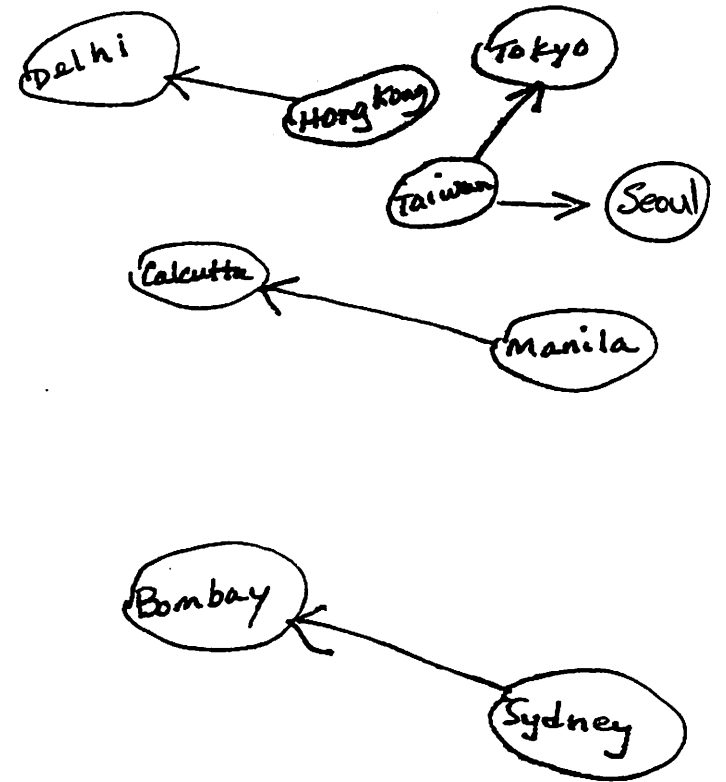 Delhi
Tokyo
Hong Kong
Taiwan
Seoul
Calcutta
Manila
Bombay
Sydney